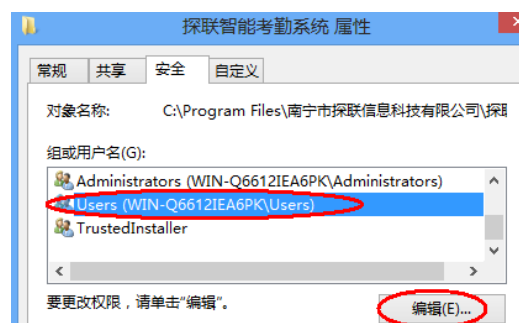 探联智能考勤系统 属性
常规 共享 安全 自定义
对象名称: C:\Program Files\南宁市探联信息科技有限公司\探
组或用户名(G):
Administrators (WIN-Q6612IEA6PK\Administrators)
Users (WIN-Q6612IEA6PK\Users)
TrustedInstaller
要更改权限，请单击"编辑"。
编辑(E)...